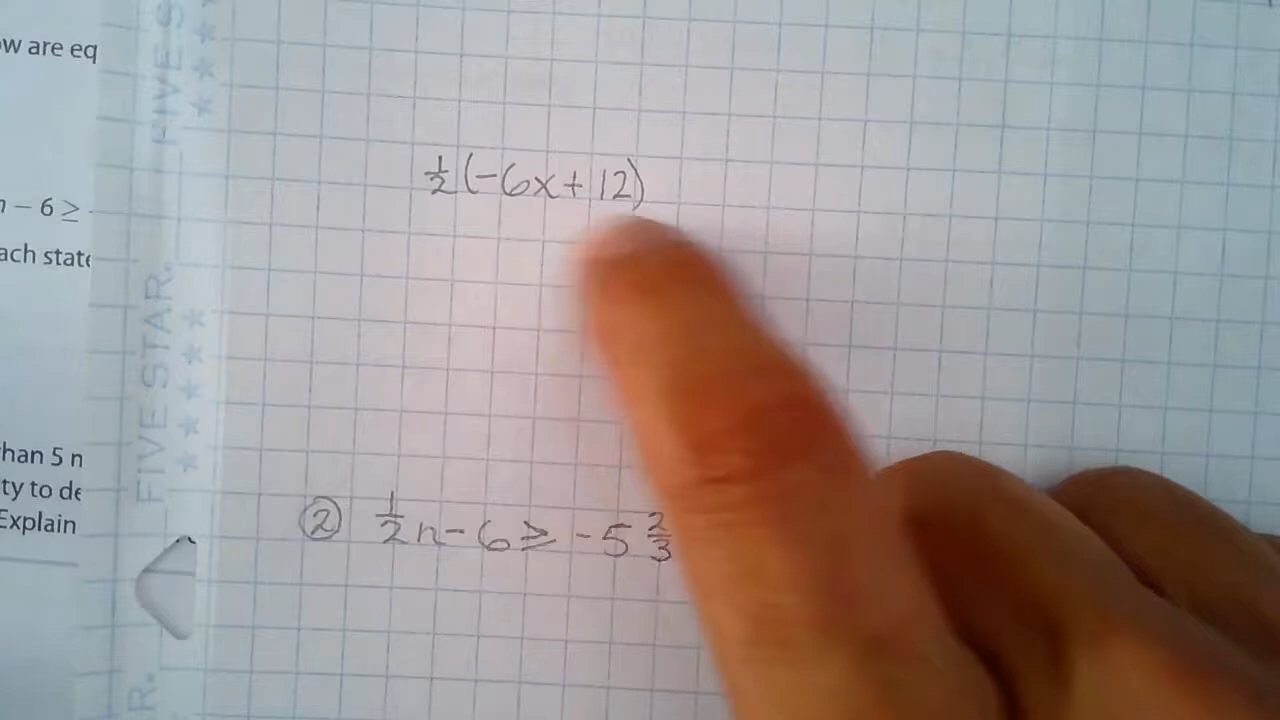 ow are eq
n − 6 ≥
ach state
han 5 n
ty to de
Explain
FIVE STAR.
FIVE S
R.
½(-6x+12)
② ½n-6≥-5⅔